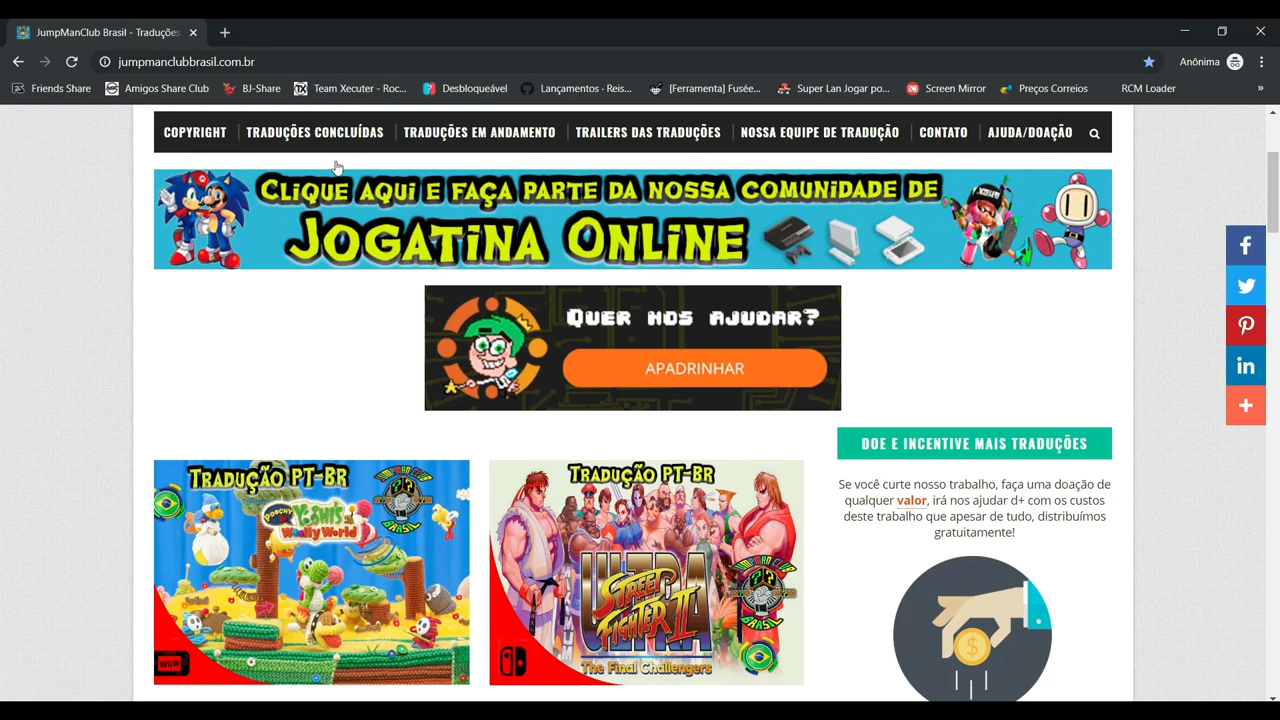 JumpManClub Brasil - Traduções
jumpmanclubbrasil.com.br
Anônima
Friends Share
Amigos Share Club
BJ-Share
Team Xecuter - Roc...
Desbloqueável
Lançamentos · Reis...
[Ferramenta] Fusée...
Super Lan Jogar po...
Screen Mirror
Preços Correios
RCM Loader
»
COPYRIGHT
TRADUÇÕES CONCLUÍDAS
TRADUÇÕES EM ANDAMENTO
TRAILERS DAS TRADUÇÕES
NOSSA EQUIPE DE TRADUÇÃO
CONTATO
AJUDA/DOAÇÃO
CLIQUE AQUI E FAÇA PARTE DA NOSSA COMUNIDADE DE
JOGATINA ONLINE
QUER NOS AJUDAR?
APADRINHAR
DOE E INCENTIVE MAIS TRADUÇÕES
Se você curte nosso trabalho, faça uma doação de
qualquer valor, irá nos ajudar d+ com os custos
deste trabalho que apesar de tudo, distribuímos
gratuitamente!
TRADUÇÃO PT-BR
POOCHY
& YOSHI'S
Woolly World
WiiU
TRADUÇÃO PT-BR
ULTRA
STREET
FIGHTER II
The Final Challengers